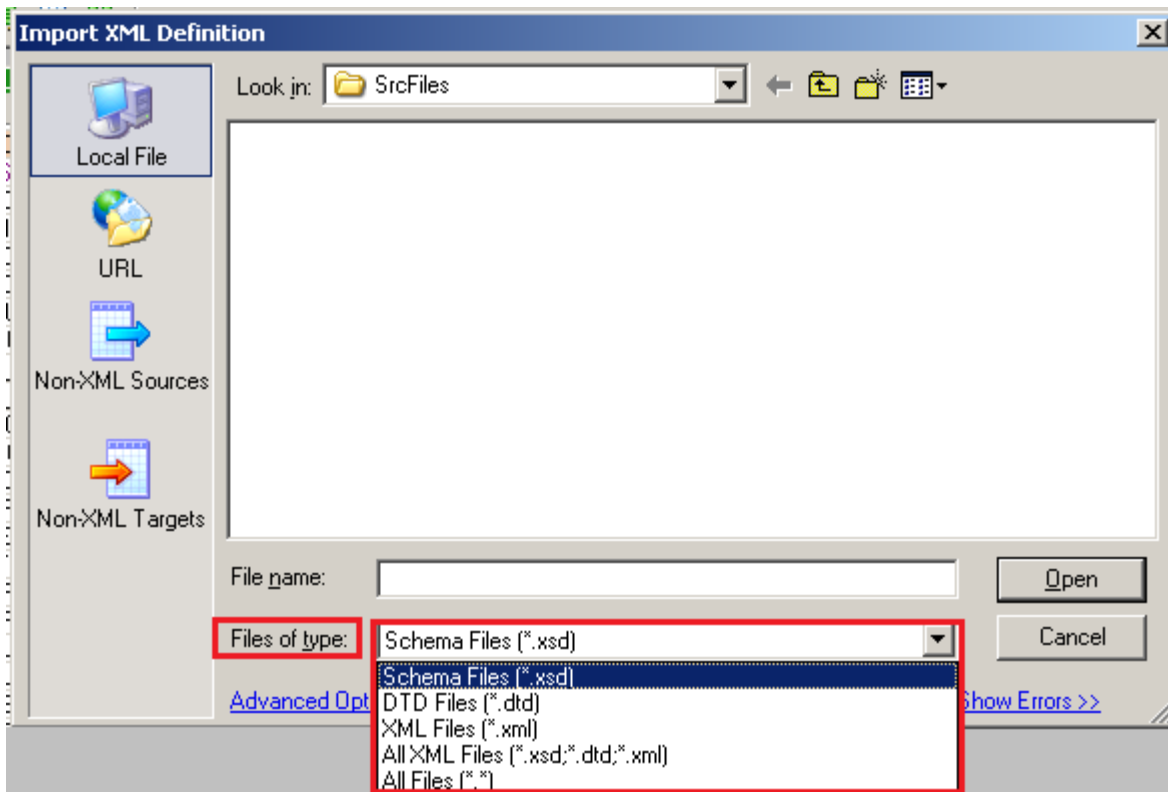 Import XML Definition
Look in: SrcFiles
Local File
URL
Non-XML Sources
Non-XML Targets
File name:
Open
Files of type: Schema Files (*.xsd)
Cancel
Schema Files (*.xsd)
Advanced Opt
DTD Files (*.dtd)
Show Errors >>
XML Files (*.xml)
All XML Files (*.xsd;*.dtd;*.xml)
All Files (*.*)